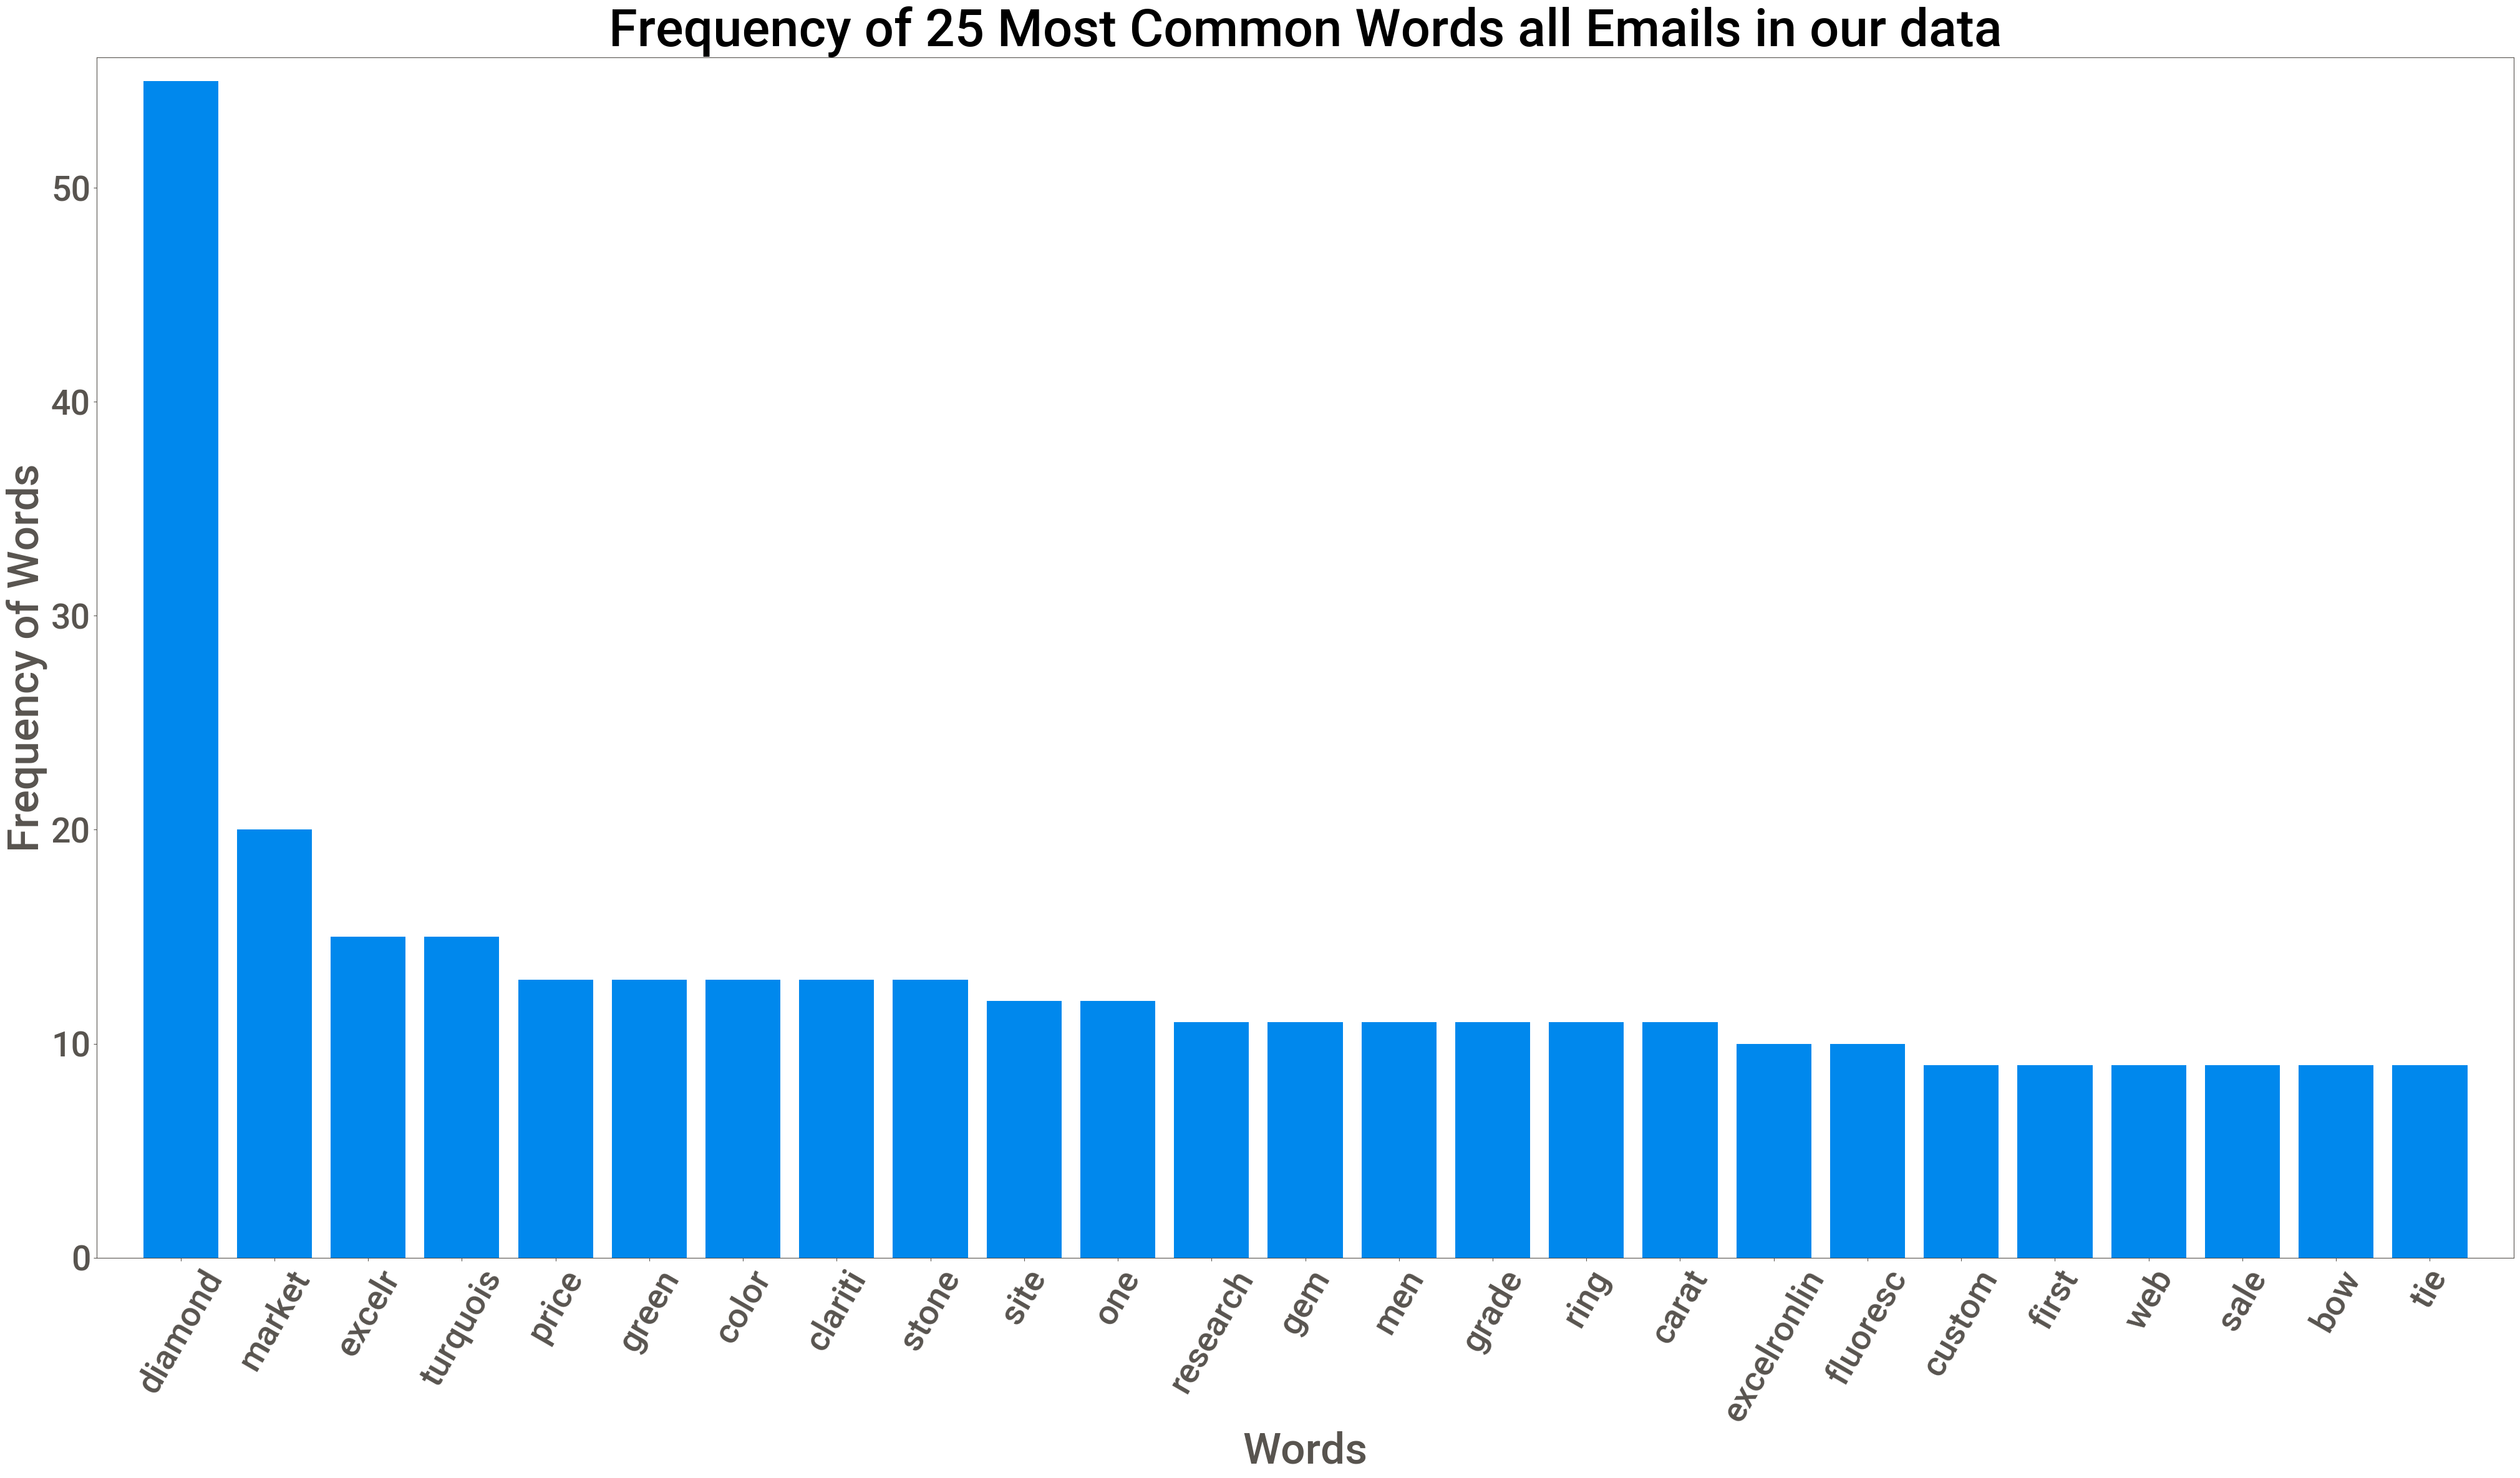 Frequency of 25 Most Common Words all Emails in our data
Frequency of Words
50
40
30
20
10
0
diamond
market
excelr
turquois
price
green
color
clariti
stone
site
one
research
gem
men
grade
ring
carat
excelronlin
fluoresc
custom
first
web
sale
bow
tie
Words